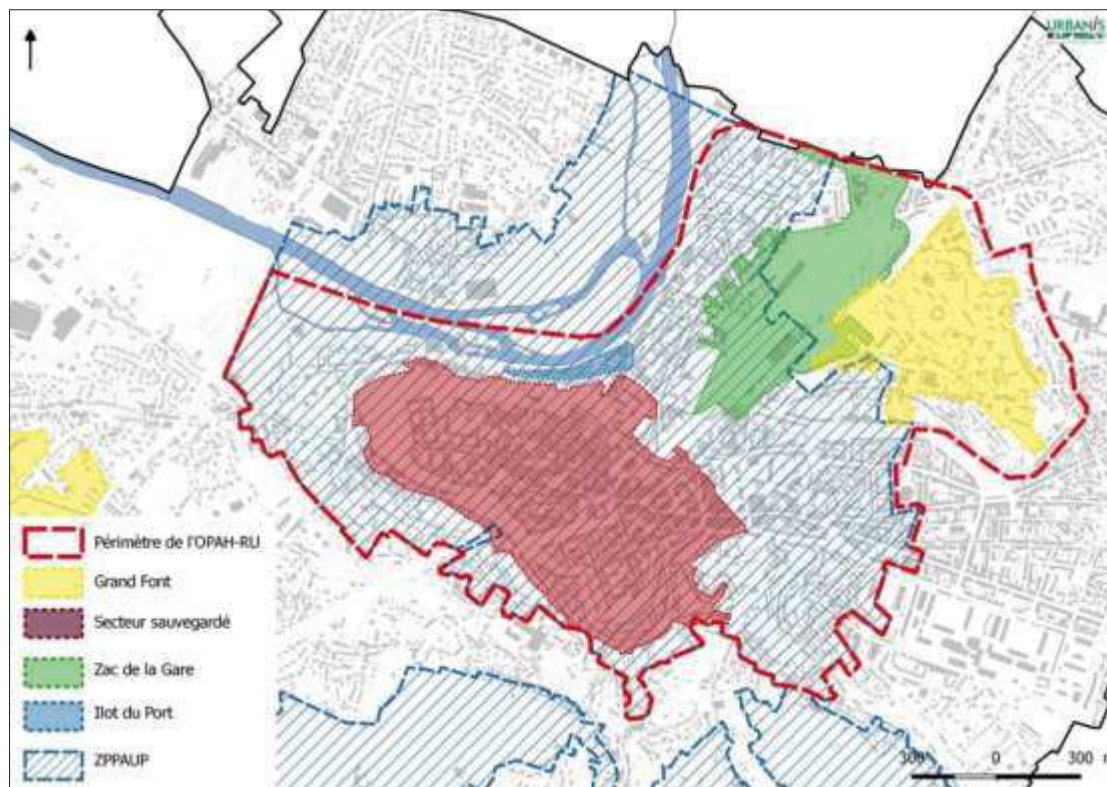 URBANIS
Périmètre de l'OPAH-RU
Grand Font
Secteur sauvegardé
Zac de la Gare
Ilot du Port
ZPPAUP
300 0 300 m